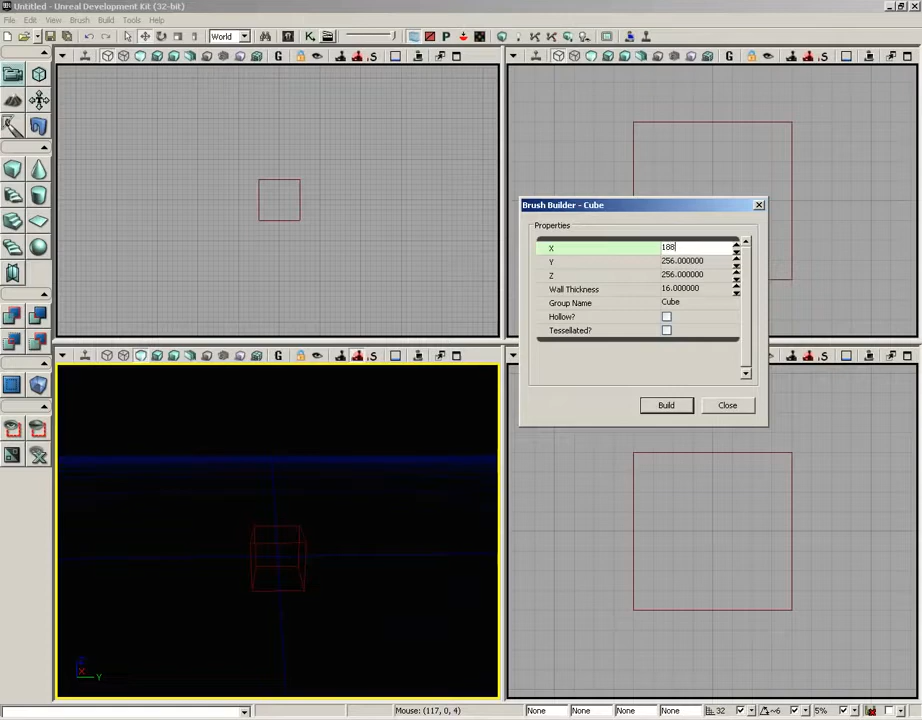 Untitled - Unreal Development Kit (32-bit)
File Edit View Brush Build Tools Help
World
P
G S G S
Brush Builder - Cube
Properties
X 188
Y 256.000000
Z 256.000000
Wall Thickness 16.000000
Group Name Cube
Hollow?
Tessellated?
Build Close
G S G S
X Y
Mouse: (117, 0, 4) None None None None 32 ~6 5%